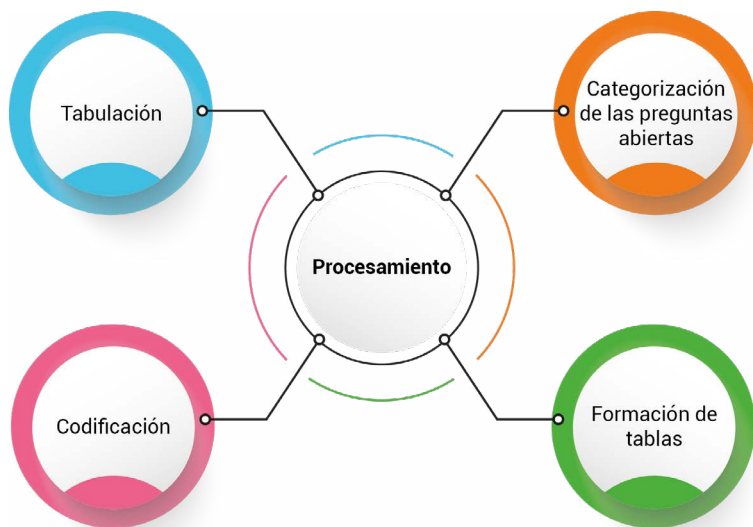 Tabulación
Categorización
de las preguntas
abiertas
Procesamiento
Codificación
Formación de
tablas